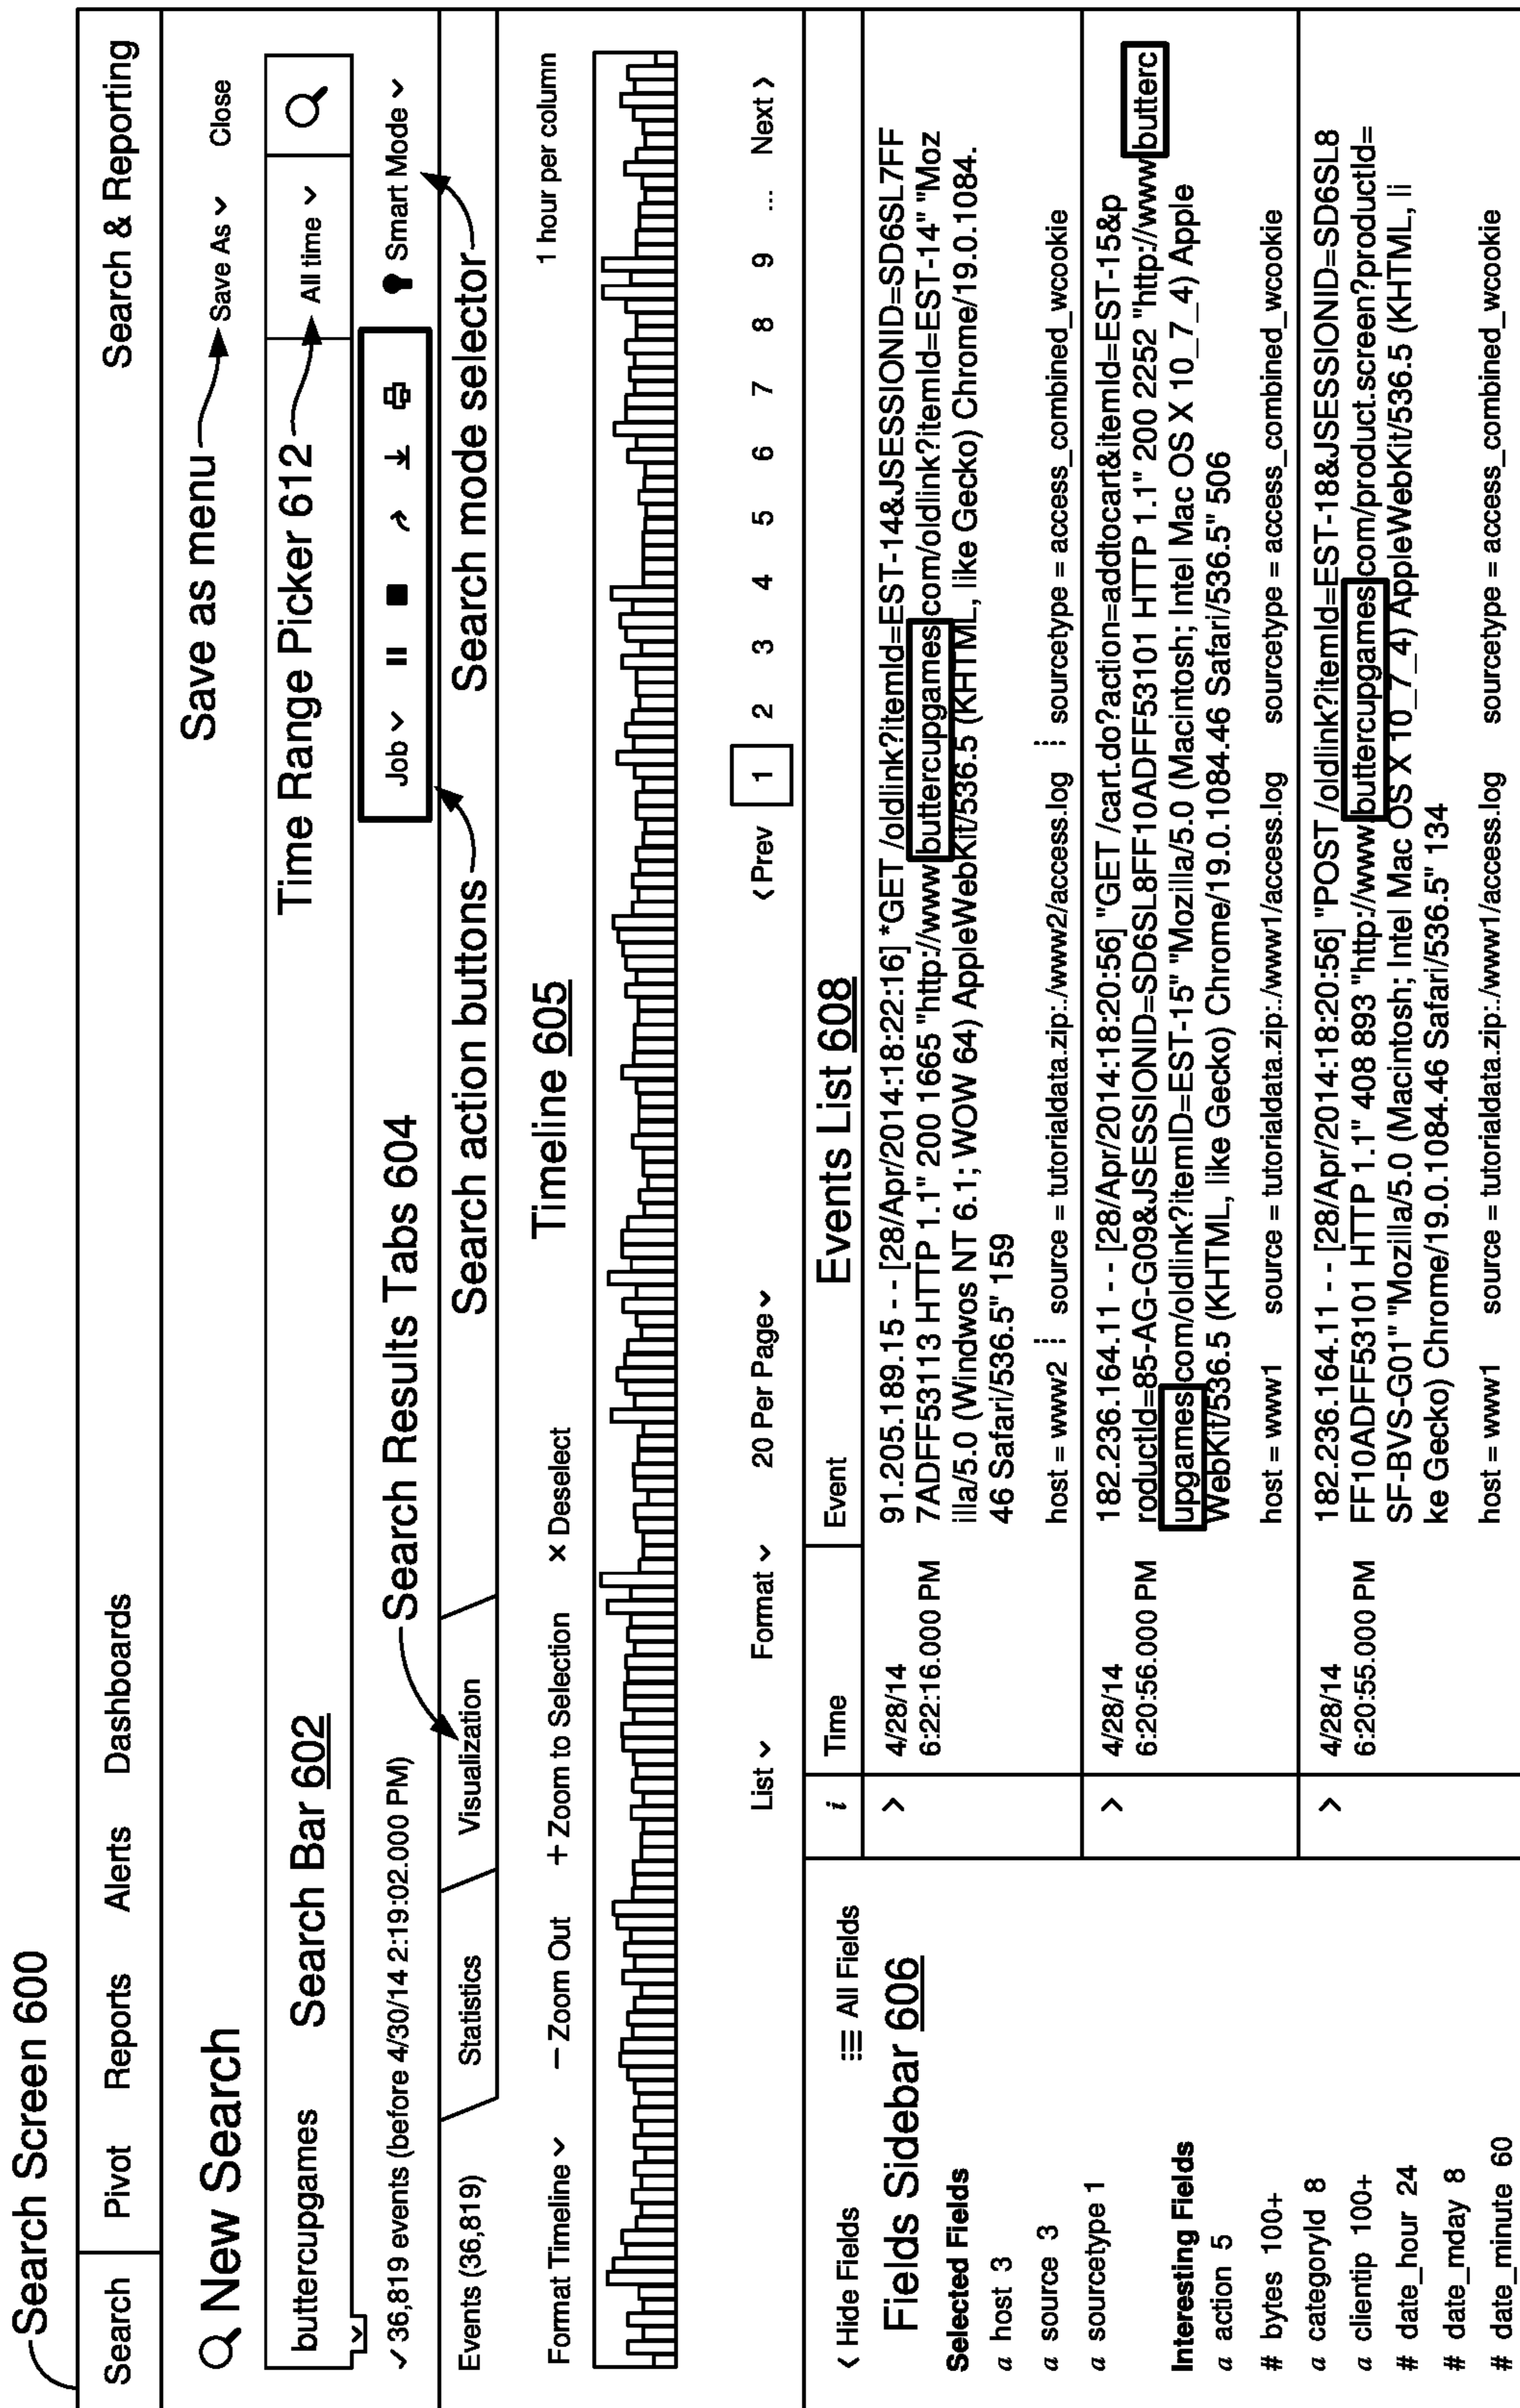 Search Screen 600
Search Pivot Reports Alerts Dashboards Search & Reporting
New Search
Save as menu
Save As Close
buttercupgames Search Bar 602 Time Range Picker 612 All time
✓ 36,819 events (before 4/30/14 2:19:02.000 PM)
Search Results Tabs 604
Job Smart Mode
Events (36,819) Statistics Visualization
Search action buttons Search mode selector
Format Timeline — Zoom Out + Zoom to Selection × Deselect
Timeline 605
1 hour per column
List Format 20 Per Page
< Prev 1 2 3 4 5 6 7 8 9 ... Next >
< Hide Fields All Fields
Fields Sidebar 606
Selected Fields
a host 3
a source 3
a sourcetype 1
Interesting Fields
a action 5
# bytes 100+
a categoryId 8
a clientip 100+
# date_hour 24
# date_mday 8
# date_minute 60
i Time Event
Events List 608
> 4/28/14
6:22:16.000 PM
91.205.189.15 - - [28/Apr/2014:18:22:16] *GET /oldlink?itemId=EST-14&JSESSIONID=SD6SL7FF
7ADFF53113 HTTP 1.1" 200 1665 "http://www.buttercupgames.com/oldlink?itemId=EST-14" "Moz
illa/5.0 (Windwos NT 6.1; WOW 64) AppleWebKit/536.5 (KHTML, like Gecko) Chrome/19.0.1084.
46 Safari/536.5" 159
host = www2 source = tutorialdata.zip:./www2/access.log sourcetype = access_combined_wcookie
> 4/28/14
6:20:56.000 PM
182.236.164.11 - - [28/Apr/2014:18:20:56] "GET /cart.do?action=addtocart&itemId=EST-15&p
roductId=85-AG-G09&JSESSIONID=SD6SL8FF10ADFF53101 HTTP 1.1" 200 2252 "http://www.butterc
upgames.com/oldlink?itemID=EST-15" "Mozilla/5.0 (Macintosh; Intel Mac OS X 10_7_4) Apple
WebKit/536.5 (KHTML, like Gecko) Chrome/19.0.1084.46 Safari/536.5" 506
host = www1 source = tutorialdata.zip:./www1/access.log sourcetype = access_combined_wcookie
> 4/28/14
6:20:55.000 PM
182.236.164.11 - - [28/Apr/2014:18:20:56] "POST /oldlink?itemId=EST-18&JSESSIONID=SD6SL8
FF10ADFF53101 HTTP 1.1" 408 893 "http://www.buttercupgames.com/product.screen?productId=
SF-BVS-G01" "Mozilla/5.0 (Macintosh; Intel Mac OS X 10_7_4) AppleWebKit/536.5 (KHTML, li
ke Gecko) Chrome/19.0.1084.46 Safari/536.5" 134
host = www1 source = tutorialdata.zip:./www1/access.log sourcetype = access_combined_wcookie